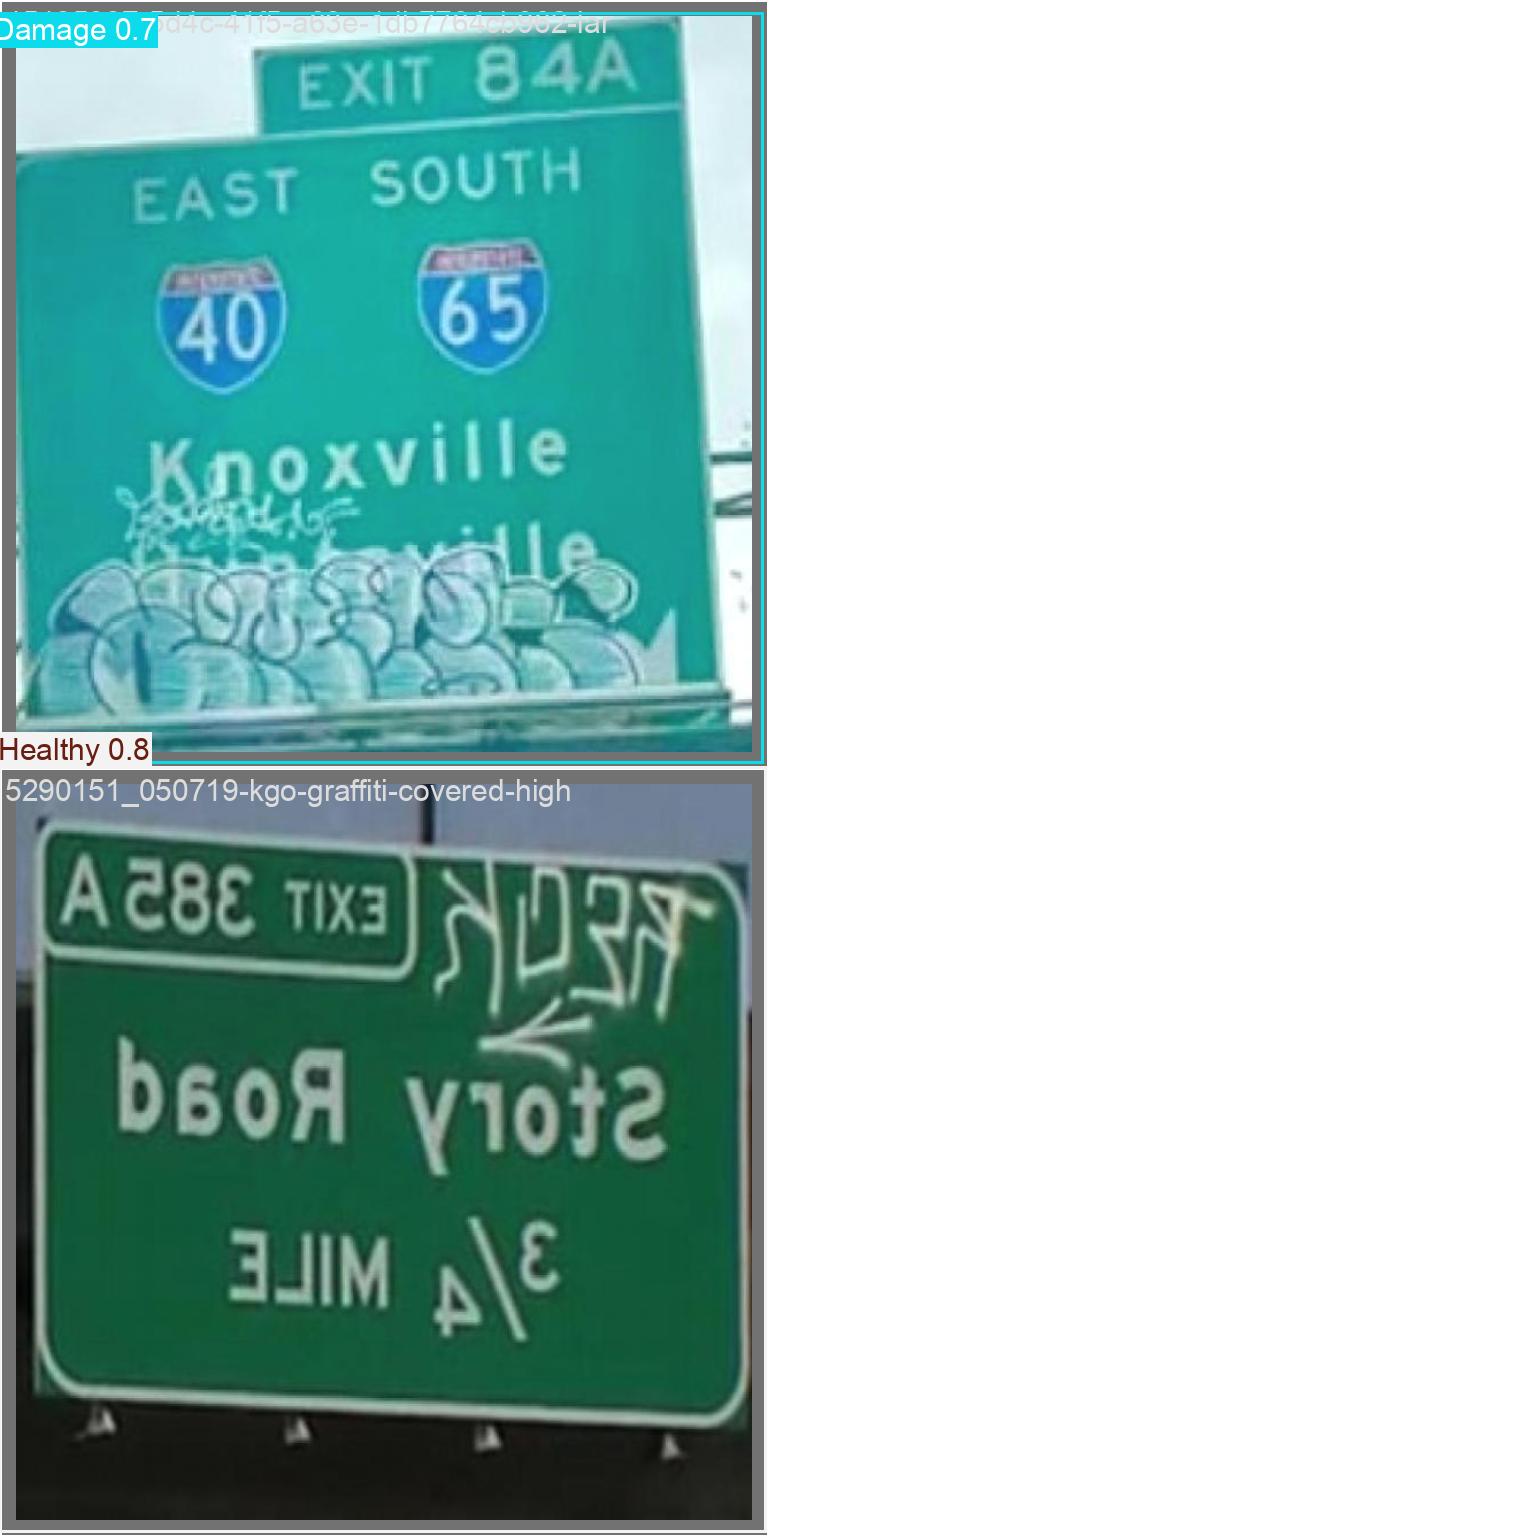 Damage 0.7
EXIT 84A
EAST SOUTH
40 65
Knoxville
Healthy 0.8
5290151_050719-kgo-graffiti-covered-high
EXIT 385 A
Story Road
3/4 MILE